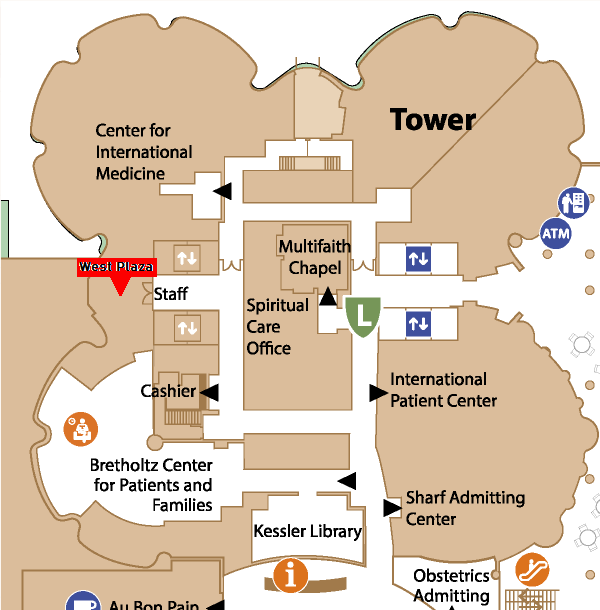 Tower
Center for
International
Medicine
ATM
Multifaith
Chapel
West Plaza
Staff
Spiritual
Care
Office
L
Cashier
International
Patient Center
Bretholtz Center
for Patients and
Families
Sharf Admitting
Center
Kessler Library
i
Obstetrics
Admitting
Au Bon Pain